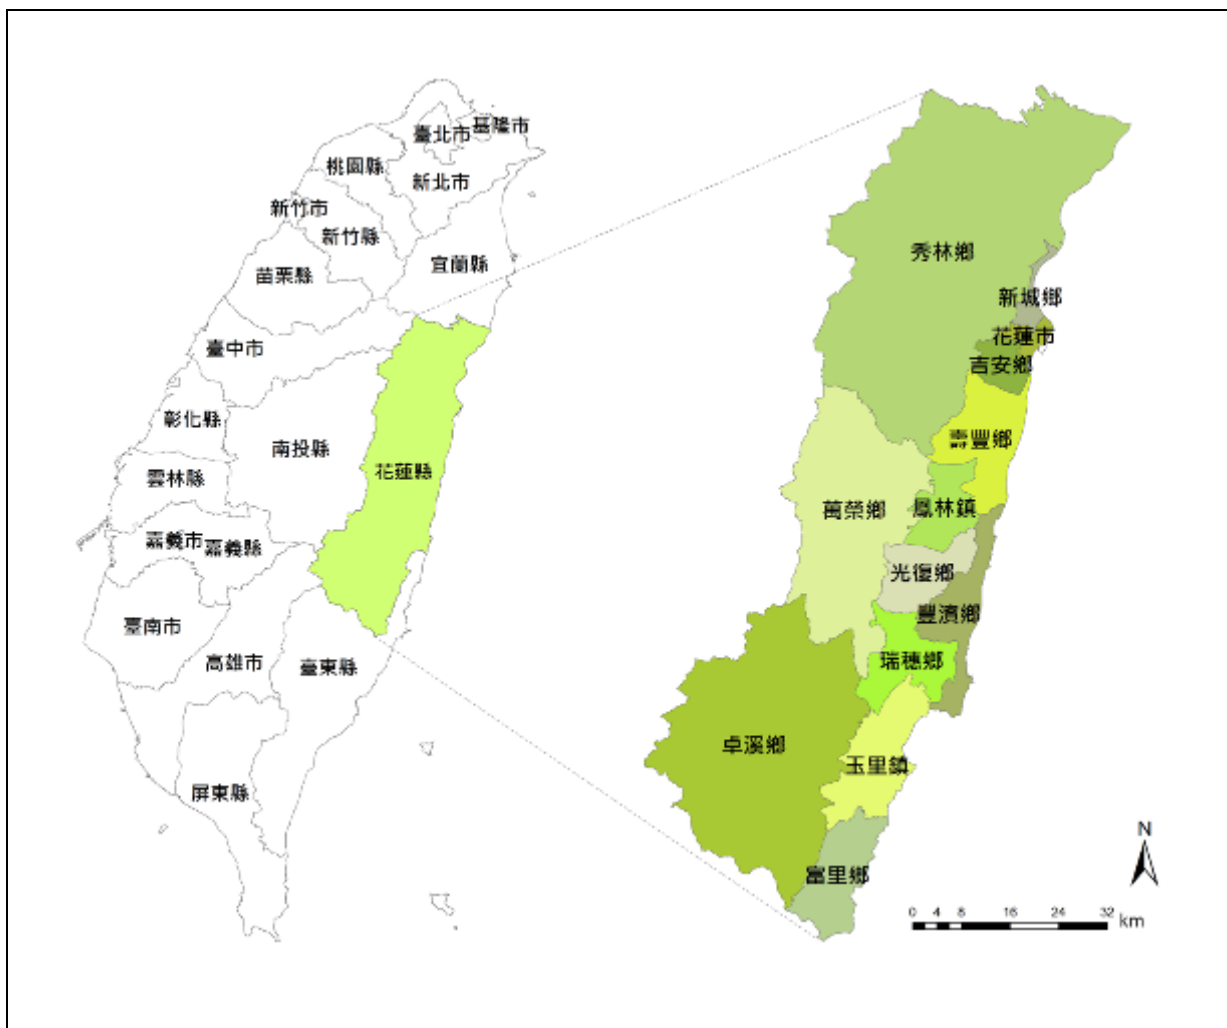 臺北市
基隆市
桃園縣
新北市
新竹市
新竹縣
宜蘭縣
苗栗縣
臺中市
彰化縣
南投縣
花蓮縣
雲林縣
嘉義市
嘉義縣
臺南市
高雄市
臺東縣
屏東縣
秀林鄉
新城鄉
花蓮市
吉安鄉
壽豐鄉
萬榮鄉
鳳林鎮
光復鄉
豐濱鄉
瑞穗鄉
卓溪鄉
玉里鎮
富里鄉
N
0 4 8 16 24 32
km